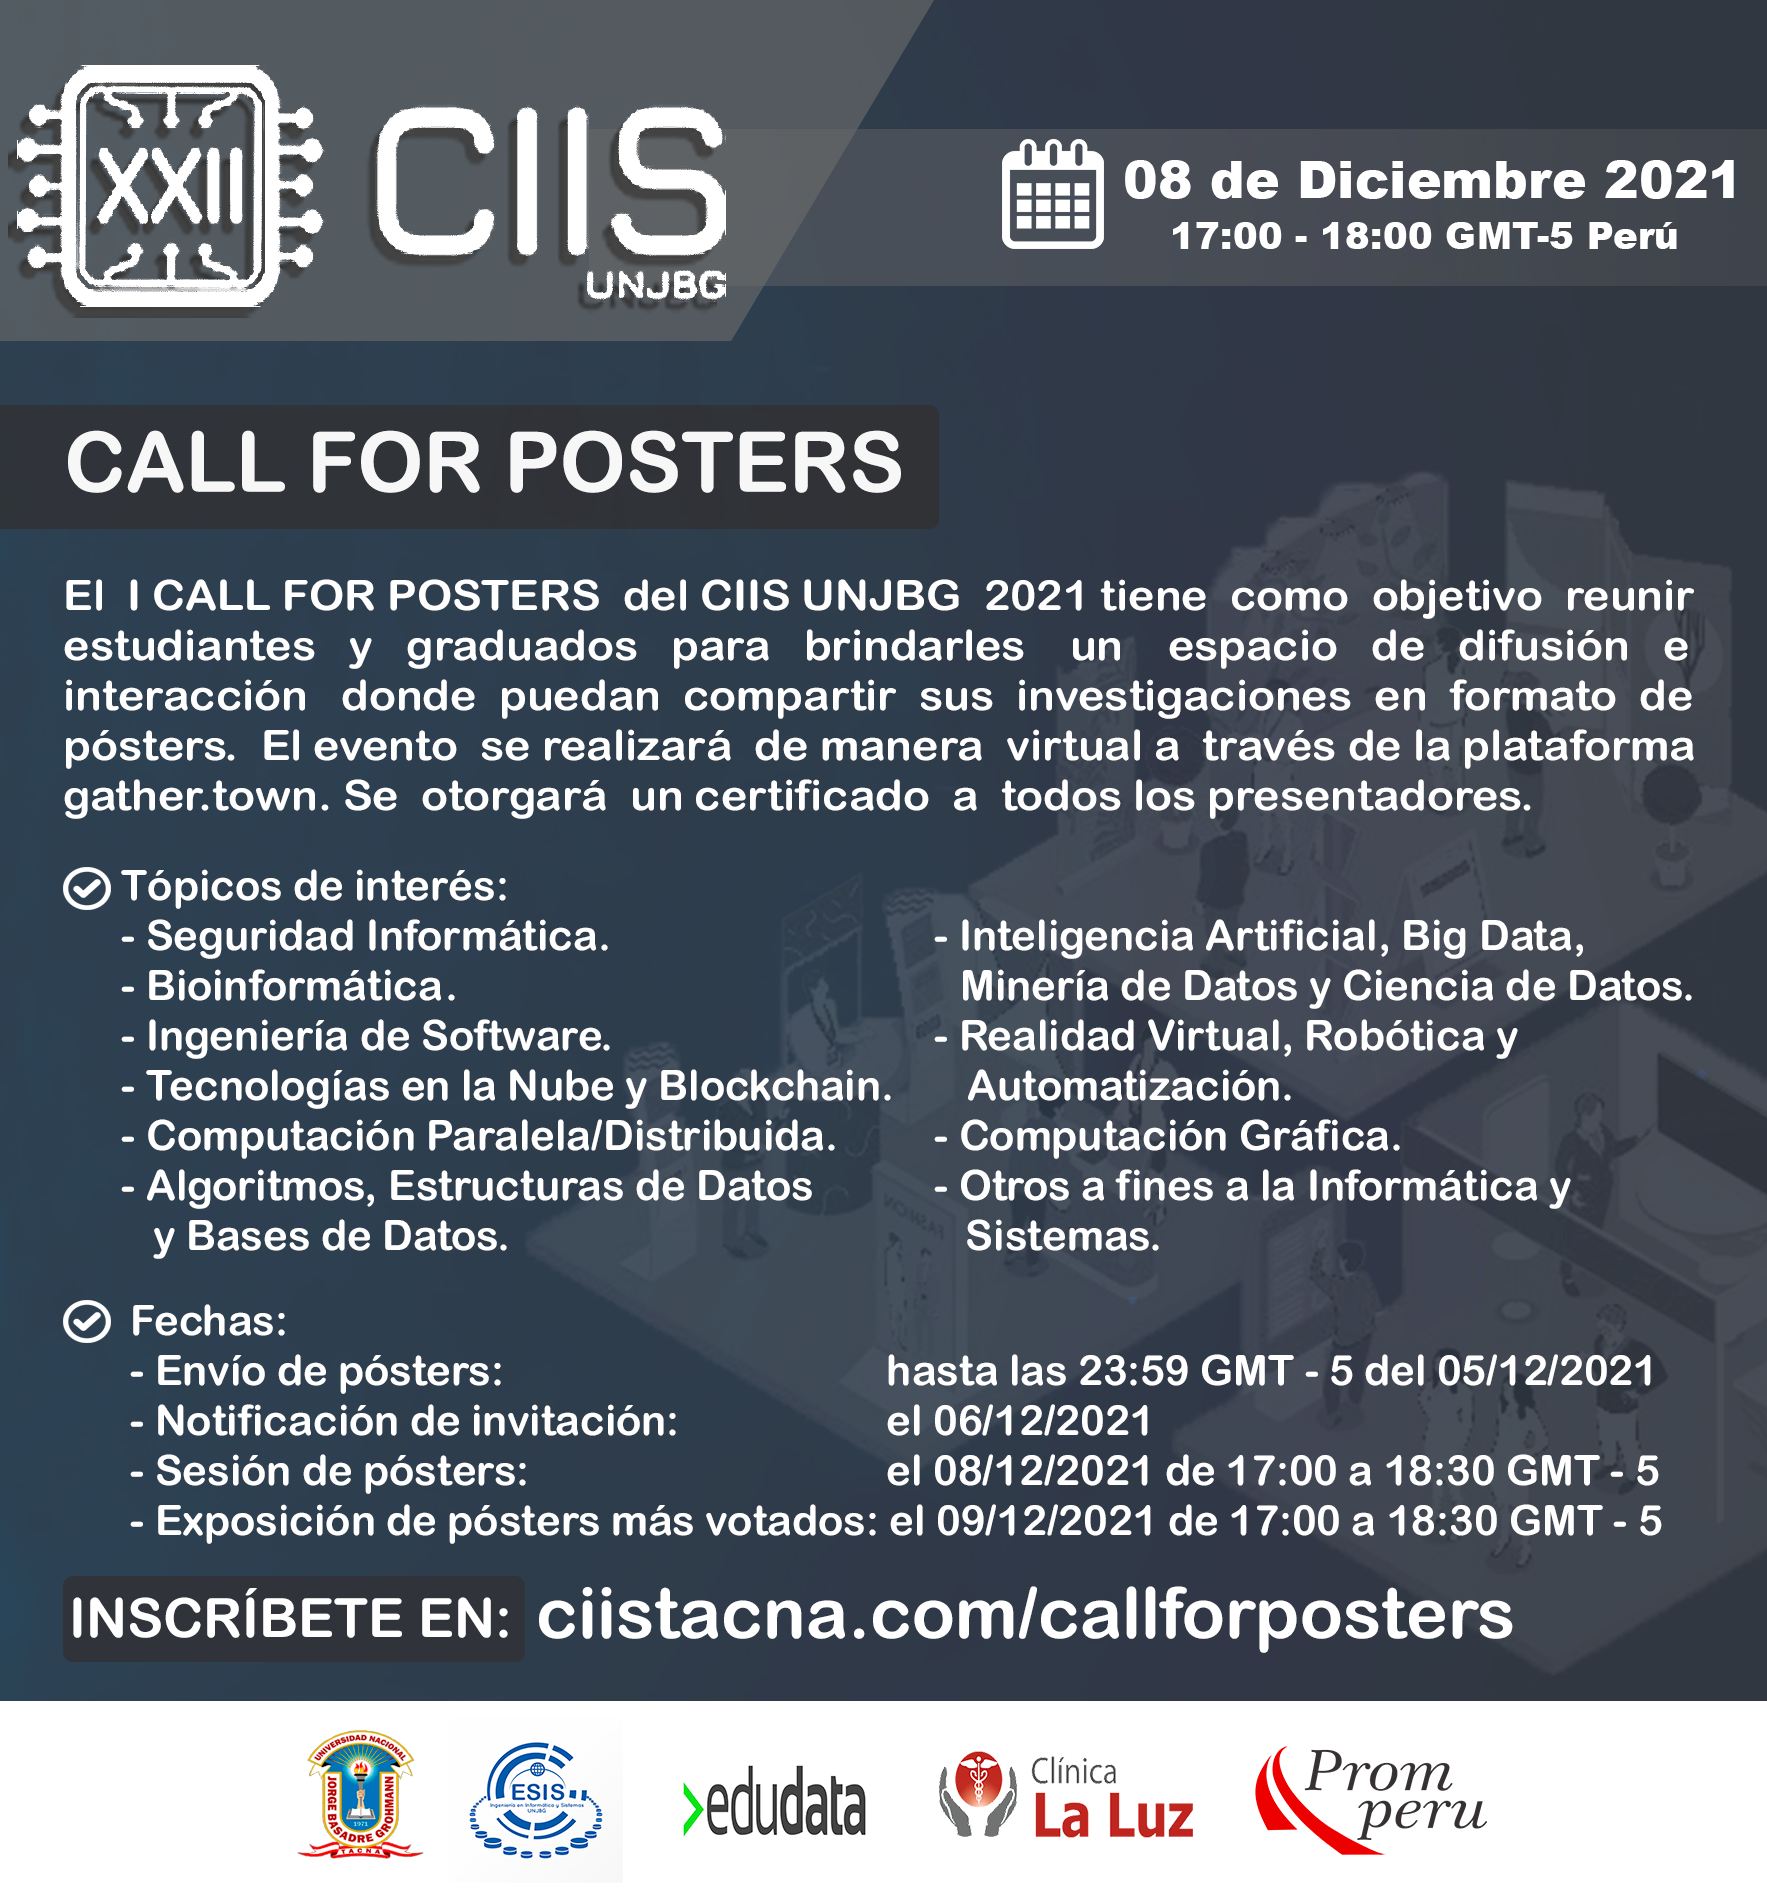 XXII
CIIS
UNJBG
08 de Diciembre 2021
17:00 - 18:00 GMT-5 Perú
CALL FOR POSTERS
El I CALL FOR POSTERS del CIIS UNJBG 2021 tiene como objetivo reunir
estudiantes y graduados para brindarles un espacio de difusión e
interacción donde puedan compartir sus investigaciones en formato de
pósters. El evento se realizará de manera virtual a través de la plataforma
gather.town. Se otorgará un certificado a todos los presentadores.
Tópicos de interés:
- Seguridad Informática.
- Bioinformática.
- Ingeniería de Software.
- Tecnologías en la Nube y Blockchain.
- Computación Paralela/Distribuida.
- Algoritmos, Estructuras de Datos
y Bases de Datos.
- Inteligencia Artificial, Big Data,
Minería de Datos y Ciencia de Datos.
- Realidad Virtual, Robótica y
Automatización.
- Computación Gráfica.
- Otros a fines a la Informática y
Sistemas.
Fechas:
- Envío de pósters: hasta las 23:59 GMT - 5 del 05/12/2021
- Notificación de invitación: el 06/12/2021
- Sesión de pósters: el 08/12/2021 de 17:00 a 18:30 GMT - 5
- Exposición de pósters más votados: el 09/12/2021 de 17:00 a 18:30 GMT - 5
INSCRÍBETE EN: ciistacna.com/callforposters
UNIVERSIDAD NACIONAL
JORGE BASADRE GROHMANN
1971
TACNA
ESIS
Ingeniería en Informática y Sistemas
UNJBG
edudata
Clínica
La Luz
Prom
peru